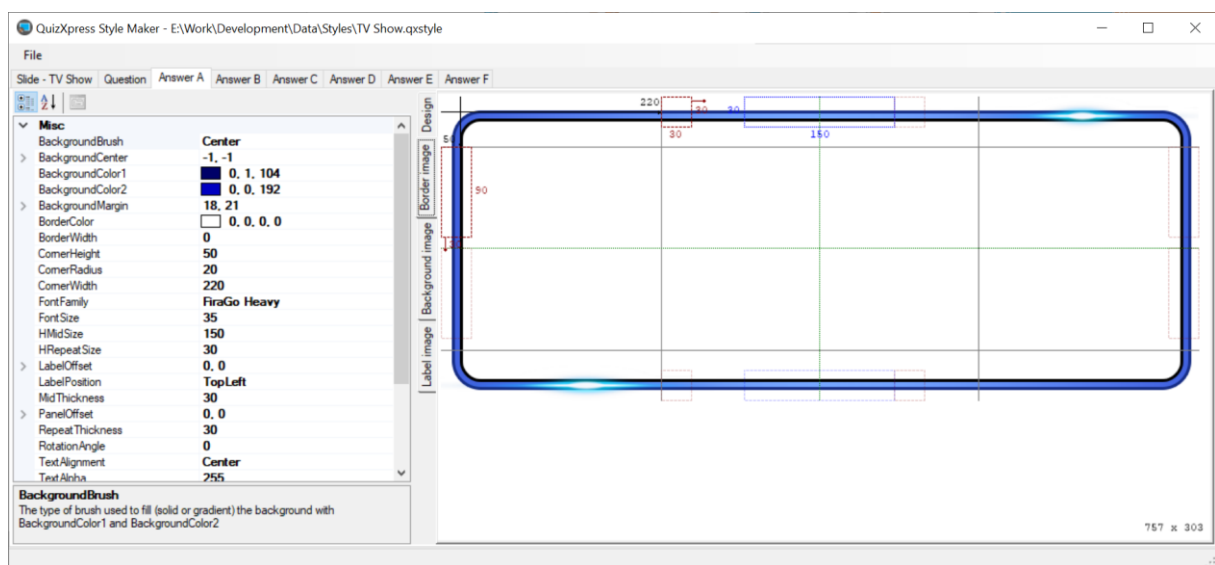 QuizXpress Style Maker - E:\Work\Development\Data\Styles\TV Show.qxstyle
File
Slide - TV Show Question Answer A Answer B Answer C Answer D Answer E Answer F
Misc
BackgroundBrush Center
BackgroundCenter -1, -1
BackgroundColor1 0, 1, 104
BackgroundColor2 0, 0, 192
BackgroundMargin 18, 21
BorderColor 0, 0, 0, 0
BorderWidth 0
CornerHeight 50
CornerRadius 20
CornerWidth 220
FontFamily FiraGo Heavy
FontSize 35
HMidSize 150
HRepeatSize 30
LabelOffset 0, 0
LabelPosition TopLeft
MidThickness 30
PanelOffset 0, 0
RepeatThickness 30
RotationAngle 0
TextAlignment Center
TextAlpha 255
BackgroundBrush
The type of brush used to fill (solid or gradient) the background with
BackgroundColor1 and BackgroundColor2
Design
Border image
Background image
Label image
220
30 30
30 150
50
90
30
757 x 303